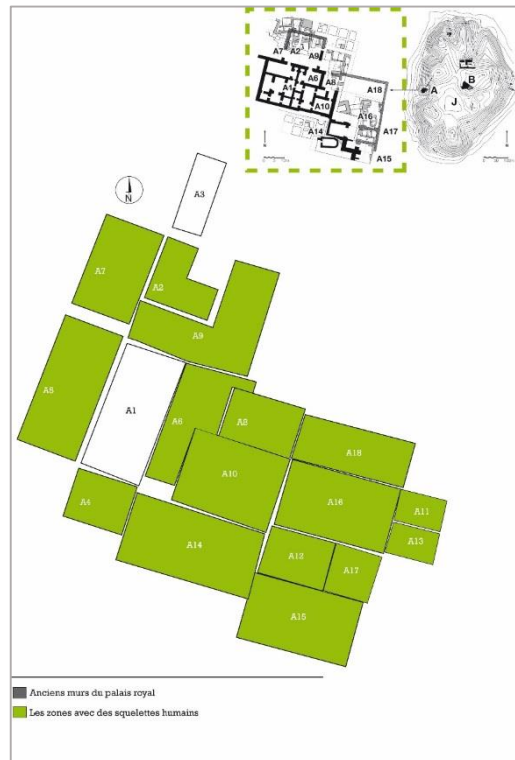 A7
A2
A9
A6
A8
A1
A10
A18
A16
A14
A17
A15
A
B
J
N
A3
A7
A2
A9
A5
A1
A6
A8
A18
A10
A16
A11
A4
A13
A14
A12
A17
A15
Anciens murs du palais royal
Les zones avec des squelettes humains